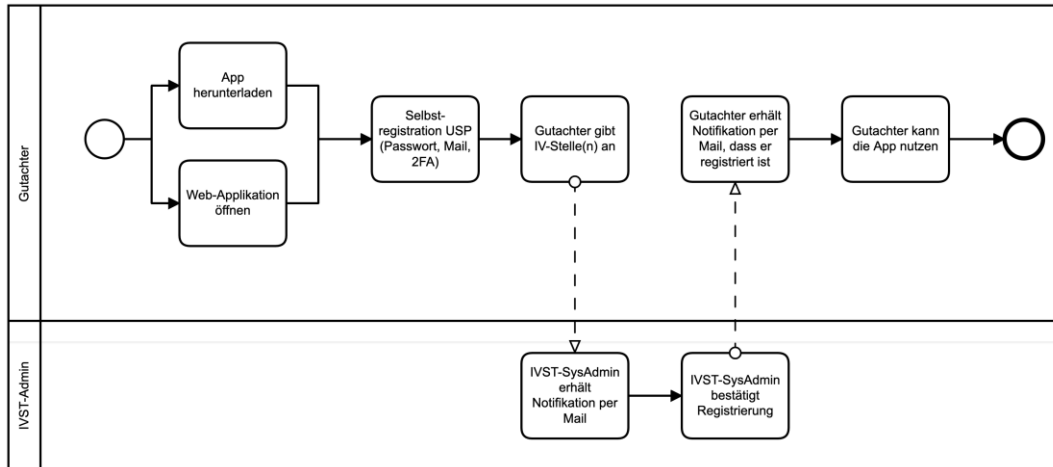 Gutachter
App
herunterladen
Web-Applikation
öffnen
Selbst-
registration USP
(Passwort, Mail,
2FA)
Gutachter gibt
IV-Stelle(n) an
Gutachter erhält
Notifikation per
Mail, dass er
registriert ist
Gutachter kann
die App nutzen
IVST-Admin
IVST-SysAdmin
erhält
Notifikation per
Mail
IVST-SysAdmin
bestätigt
Registrierung